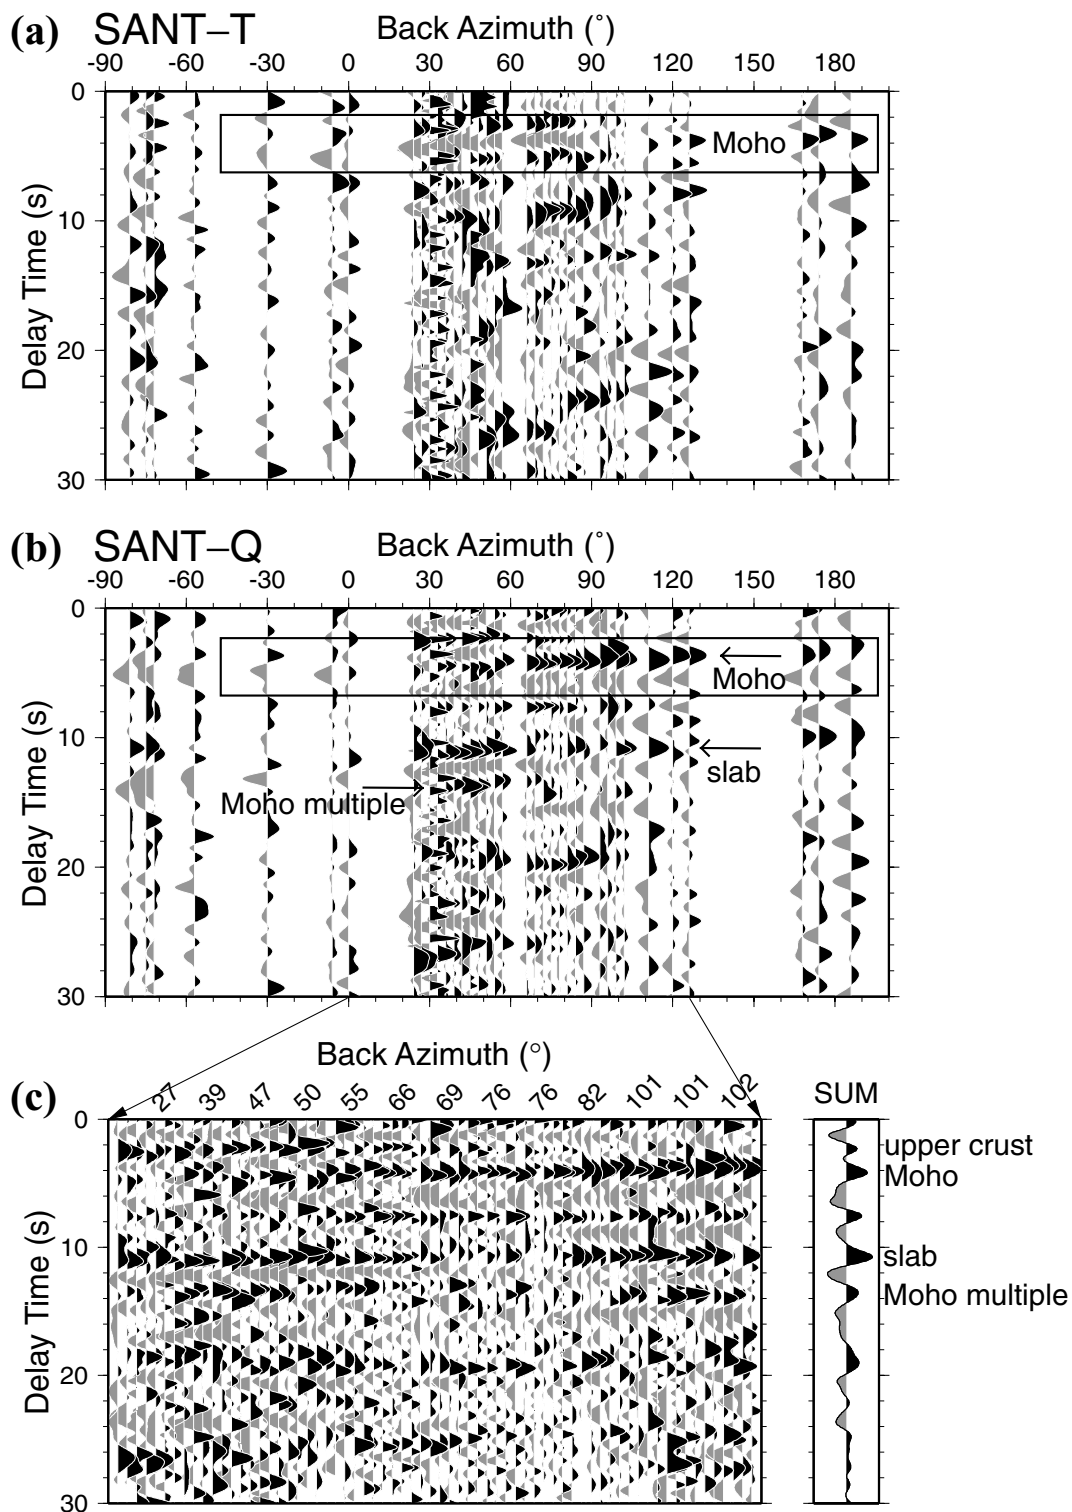 (a) SANT–T Back Azimuth (°)
-90 -60 -30 0 30 60 90 120 150 180
0
Moho
10
20
30
Delay Time (s)
(b) SANT–Q Back Azimuth (°)
-90 -60 -30 0 30 60 90 120 150 180
0
Moho
10
slab
Moho multiple
20
30
Delay Time (s)
Back Azimuth (°)
(c) 27 39 47 50 55 66 69 76 76 82 101 101 102 SUM
0
upper crust
Moho
10
slab
Moho multiple
20
30
Delay Time (s)